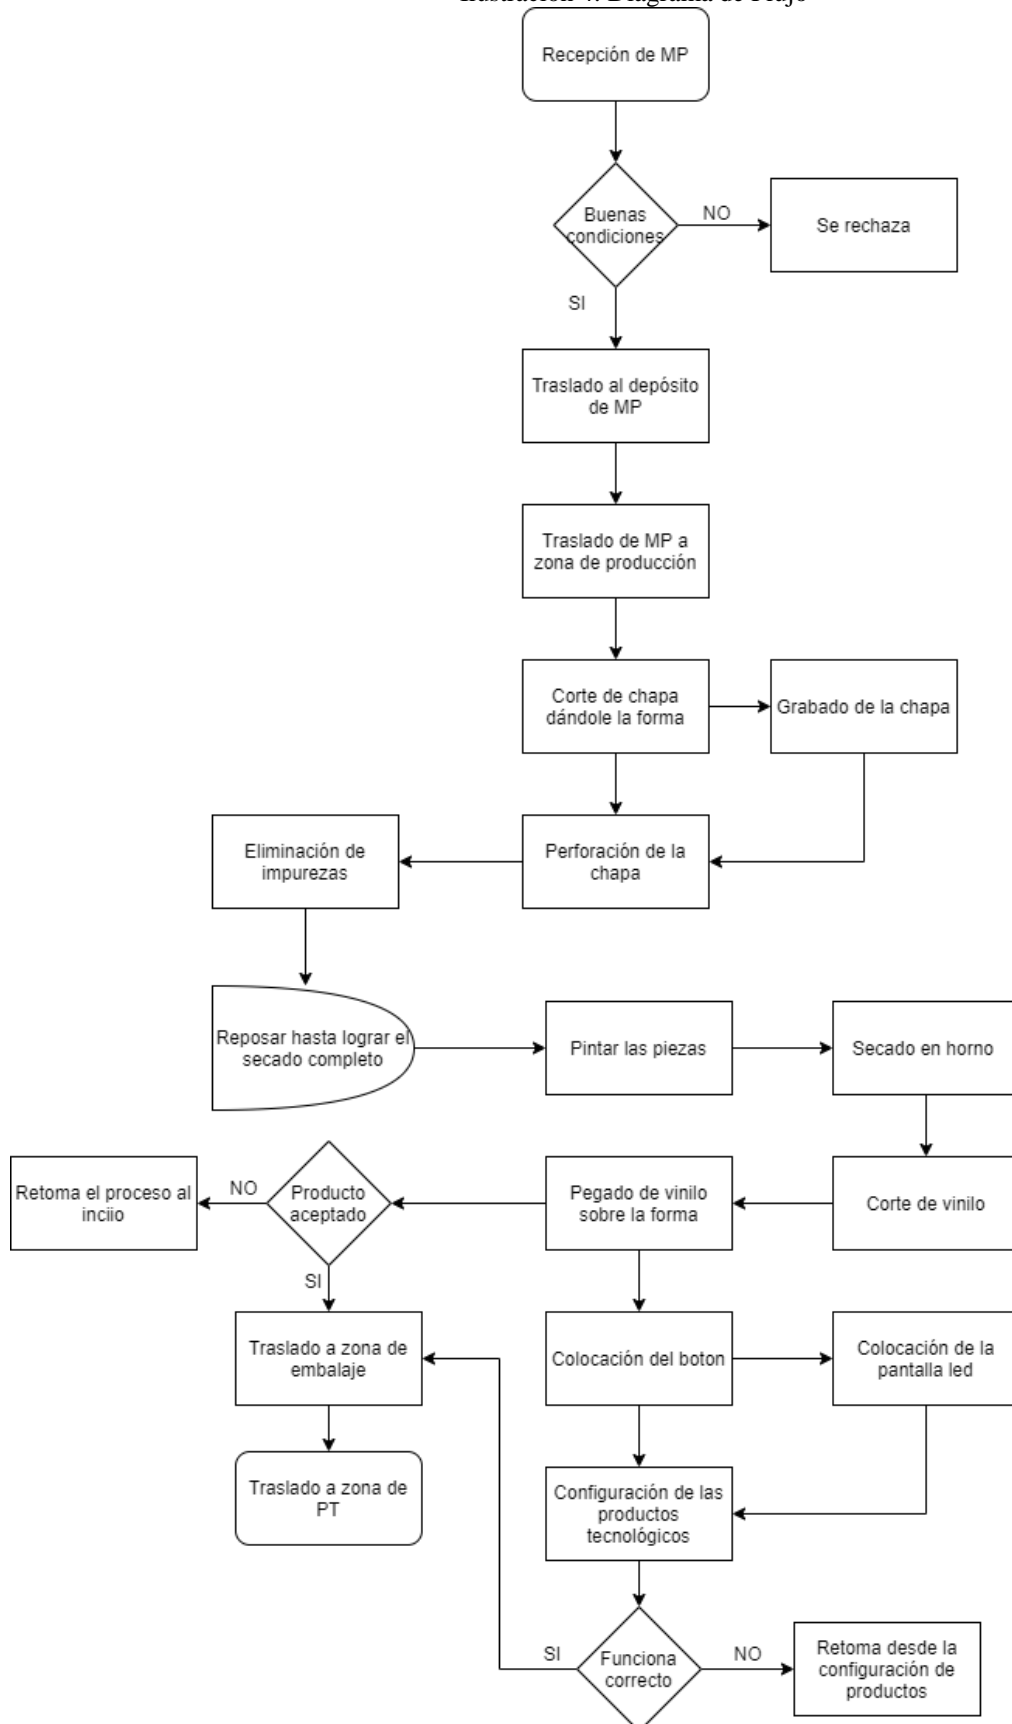 Ilustración 4. Diagrama de Flujo
Recepción de MP
Buenas
condiciones
NO
Se rechaza
SI
Traslado al depósito
de MP
Traslado de MP a
zona de producción
Corte de chapa
dándole la forma
Grabado de la chapa
Eliminación de
impurezas
Perforación de la
chapa
Reposar hasta lograr el
secado completo
Pintar las piezas
Secado en horno
Retoma el proceso al
inciio
NO
Producto
aceptado
Pegado de vinilo
sobre la forma
Corte de vinilo
SI
Traslado a zona de
embalaje
Colocación del boton
Colocación de la
pantalla led
Traslado a zona de
PT
Configuración de las
productos
tecnológicos
SI
Funciona
correcto
NO
Retoma desde la
configuración de
productos